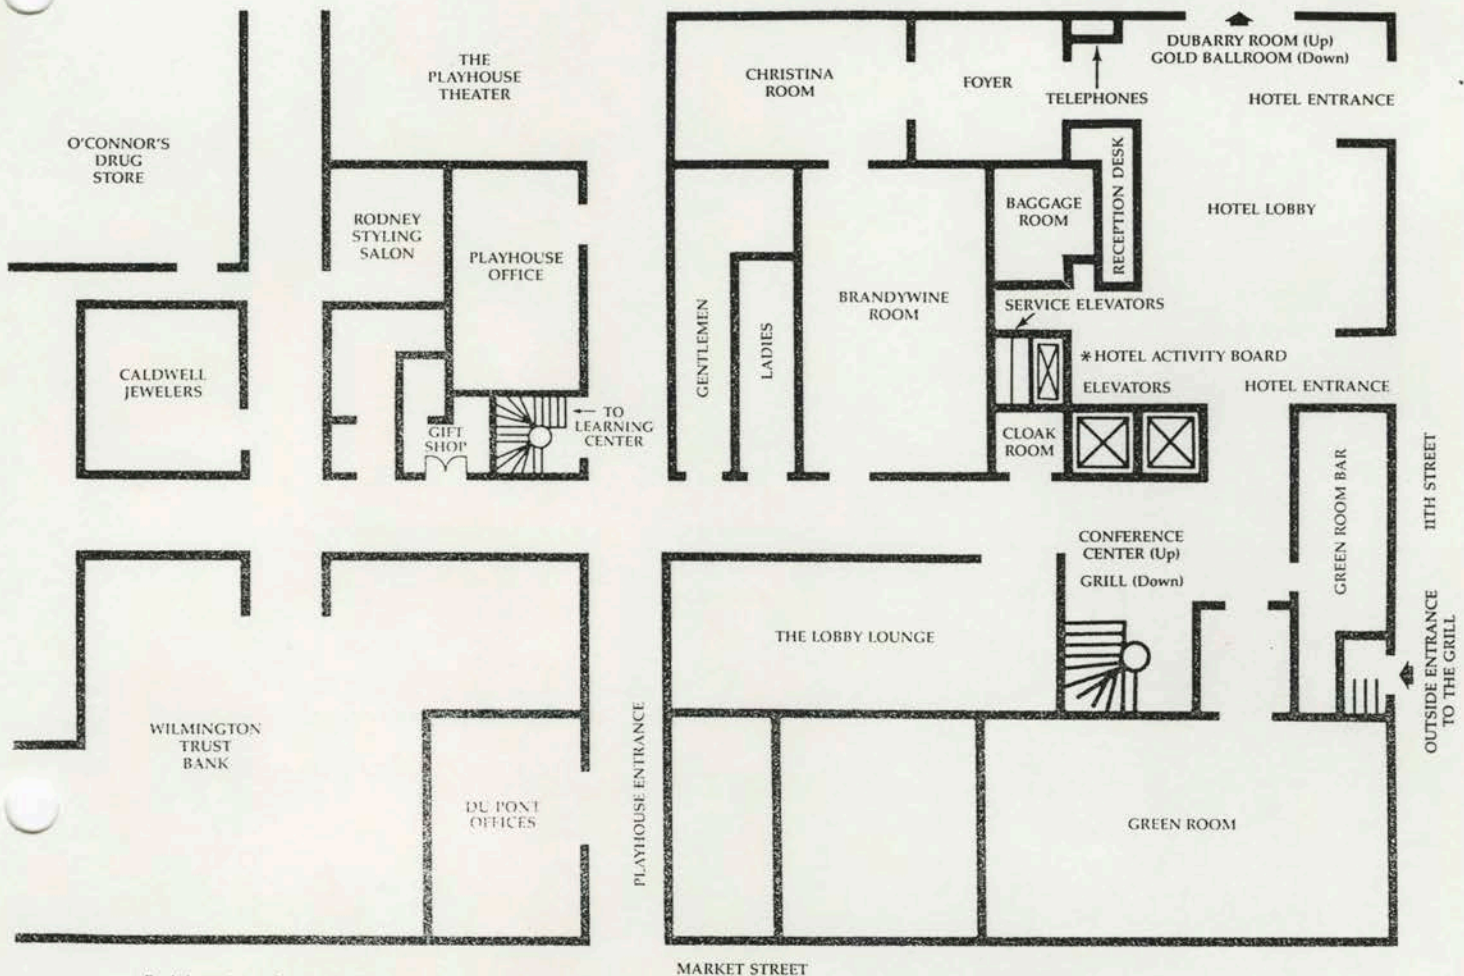 THE
PLAYHOUSE
THEATER
O'CONNOR'S
DRUG
STORE
RODNEY
STYLING
SALON
PLAYHOUSE
OFFICE
CALDWELL
JEWELERS
GIFT
SHOP
← TO
LEARNING
CENTER
CHRISTINA
ROOM
FOYER
TELEPHONES
DUBARRY ROOM (Up)
GOLD BALLROOM (Down)
HOTEL ENTRANCE
RECEPTION DESK
BAGGAGE
ROOM
HOTEL LOBBY
GENTLEMEN
LADIES
BRANDYWINE
ROOM
SERVICE ELEVATORS
*HOTEL ACTIVITY BOARD
ELEVATORS
HOTEL ENTRANCE
CLOAK
ROOM
GREEN ROOM BAR
11TH STREET
CONFERENCE
CENTER (Up)
GRILL (Down)
THE LOBBY LOUNGE
OUTSIDE ENTRANCE
TO THE GRILL
WILMINGTON
TRUST
BANK
DU PONT
OFFICES
PLAYHOUSE ENTRANCE
GREEN ROOM
MARKET STREET